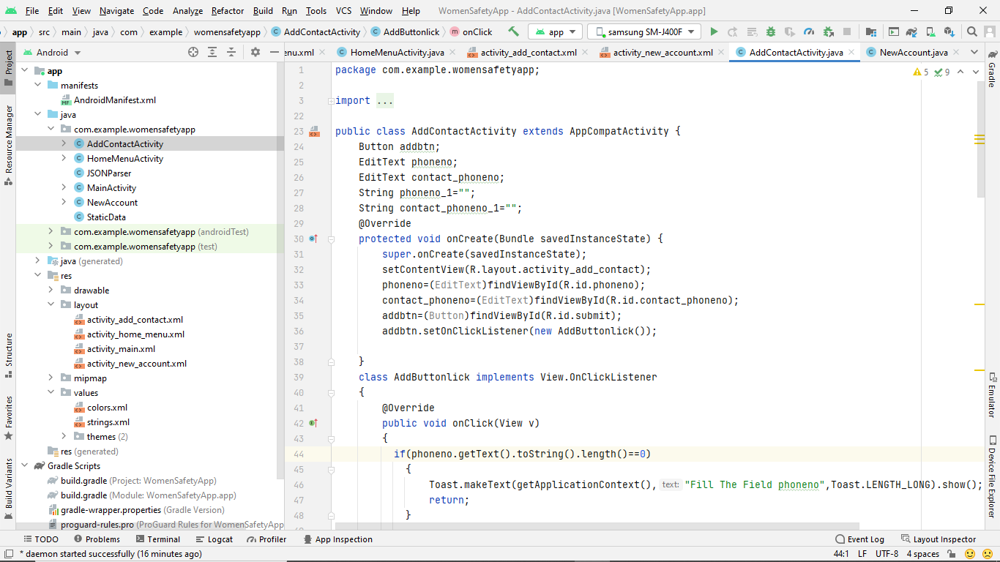 File Edit View Navigate Code Analyze Refactor Build Run Tools VCS Window Help WomenSafetyApp - AddContactActivity.java [WomenSafetyApp.app]
app src main java com example womensafetyapp AddContactActivity AddButtonlick onClick app samsung SM-J400F
Android
enu.xml HomeMenuActivity.java activity_add_contact.xml activity_new_account.xml AddContactActivity.java NewAccount.java
Project
Resource Manager
Structure
Favorites
Build Variants
app
manifests
AndroidManifest.xml
java
com.example.womensafetyapp
AddContactActivity
HomeMenuActivity
JSONParser
MainActivity
NewAccount
StaticData
com.example.womensafetyapp (androidTest)
com.example.womensafetyapp (test)
java (generated)
res
drawable
layout
activity_add_contact.xml
activity_home_menu.xml
activity_main.xml
activity_new_account.xml
mipmap
values
colors.xml
strings.xml
themes (2)
res (generated)
Gradle Scripts
build.gradle (Project: WomenSafetyApp)
build.gradle (Module: WomenSafetyApp.app)
gradle-wrapper.properties (Gradle Version)
proguard-rules.pro (ProGuard Rules for WomenSafetyApp
5 9
1 package com.example.womensafetyapp;
2
3 import ...
22
23 public class AddContactActivity extends AppCompatActivity {
24 Button addbtn;
25 EditText phoneno;
26 EditText contact_phoneno;
27 String phoneno_1="";
28 String contact_phoneno_1="";
29 @Override
30 protected void onCreate(Bundle savedInstanceState) {
31 super.onCreate(savedInstanceState);
32 setContentView(R.layout.activity_add_contact);
33 phoneno=(EditText)findViewById(R.id.phoneno);
34 contact_phoneno=(EditText)findViewById(R.id.contact_phoneno);
35 addbtn=(Button)findViewById(R.id.submit);
36 addbtn.setOnClickListener(new AddButtonlick());
37
38 }
39 class AddButtonlick implements View.OnClickListener
40 {
41 @Override
42 public void onClick(View v)
43 {
44 if(phoneno.getText().toString().length()==0)
45 {
46 Toast.makeText(getApplicationContext(), text: "Fill The Field phoneno",Toast.LENGTH_LONG).show();
47 return;
48 }
Gradle
Emulator
Device File Explorer
TODO Problems Terminal Logcat Profiler App Inspection Event Log Layout Inspector
* daemon started successfully (16 minutes ago) 44:1 LF UTF-8 4 spaces